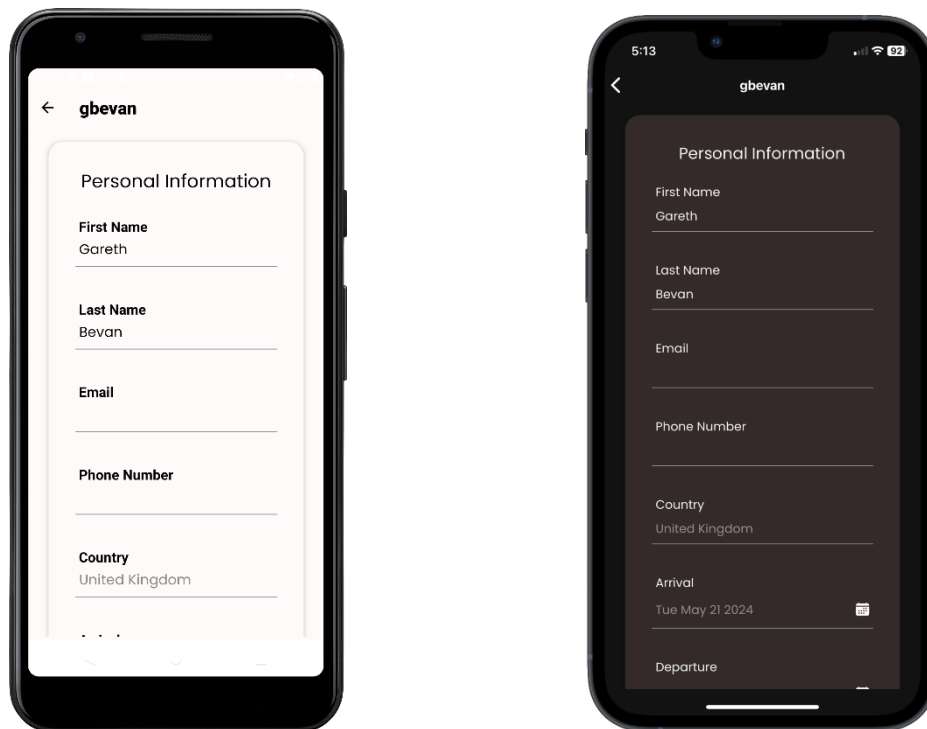 gbevan
Personal Information
First Name
Gareth
Last Name
Bevan
Email
Phone Number
Country
United Kingdom
5:13
92
gbevan
Personal Information
First Name
Gareth
Last Name
Bevan
Email
Phone Number
Country
United Kingdom
Arrival
Tue May 21 2024
Departure